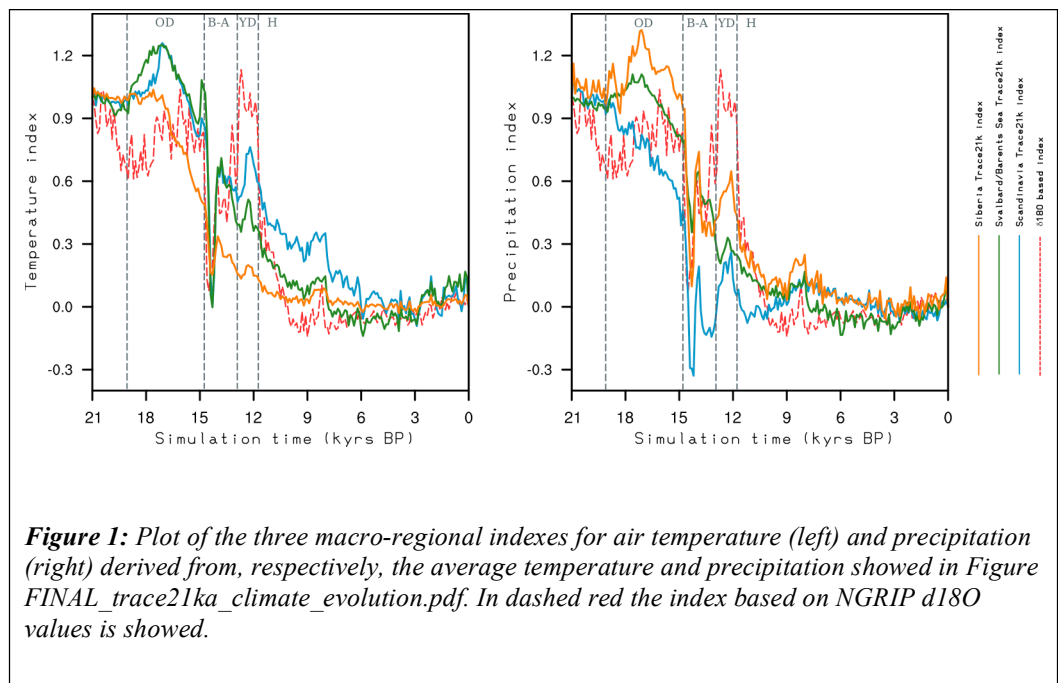 OD B-A YD H
1.2
0.9
0.6
0.3
0.0
-0.3
Temperature index
21 18 15 12 9 6 3 0
Simulation time (kyrs BP)
OD B-A YD H
1.2
0.9
0.6
0.3
0.0
-0.3
Precipitation index
21 18 15 12 9 6 3 0
Simulation time (kyrs BP)
Siberia Trace21k index
Svalbard/Barents Sea Trace21k index
Scandinavia Trace21k index
δ18O based index
Figure 1: Plot of the three macro-regional indexes for air temperature (left) and precipitation
(right) derived from, respectively, the average temperature and precipitation showed in Figure
FINAL_trace21ka_climate_evolution.pdf. In dashed red the index based on NGRIP d18O
values is showed.